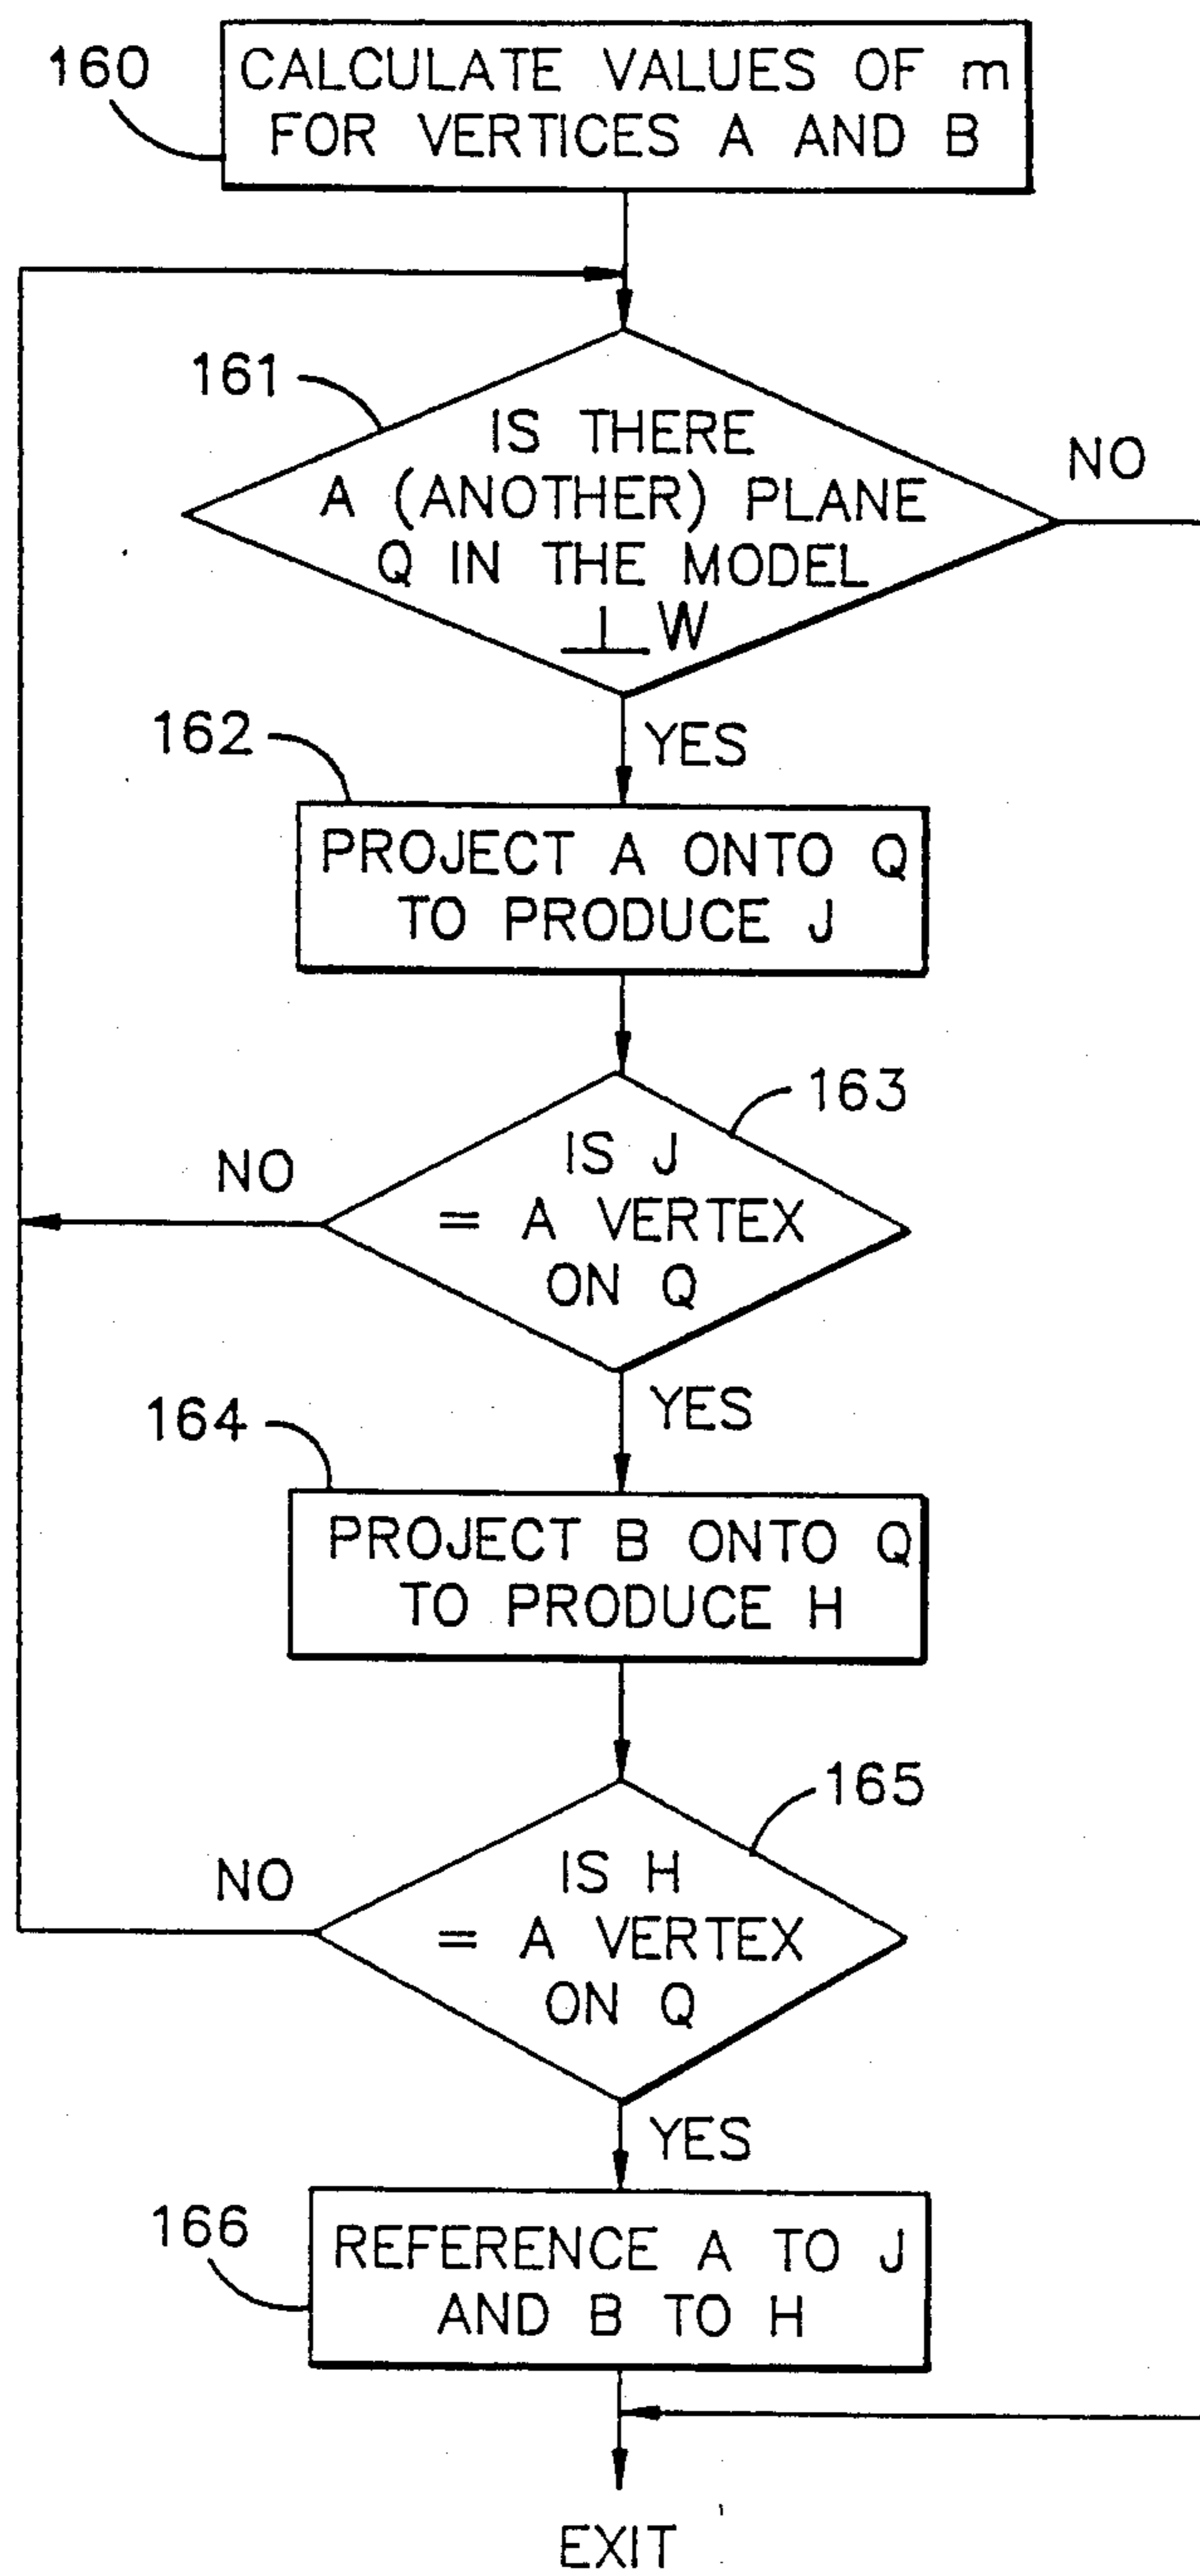 160
CALCULATE VALUES OF m
FOR VERTICES A AND B
161
IS THERE
A (ANOTHER) PLANE
Q IN THE MODEL
⊥ W
NO
YES
162
PROJECT A ONTO Q
TO PRODUCE J
163
IS J
= A VERTEX
ON Q
NO
YES
164
PROJECT B ONTO Q
TO PRODUCE H
165
IS H
= A VERTEX
ON Q
NO
YES
166
REFERENCE A TO J
AND B TO H
EXIT